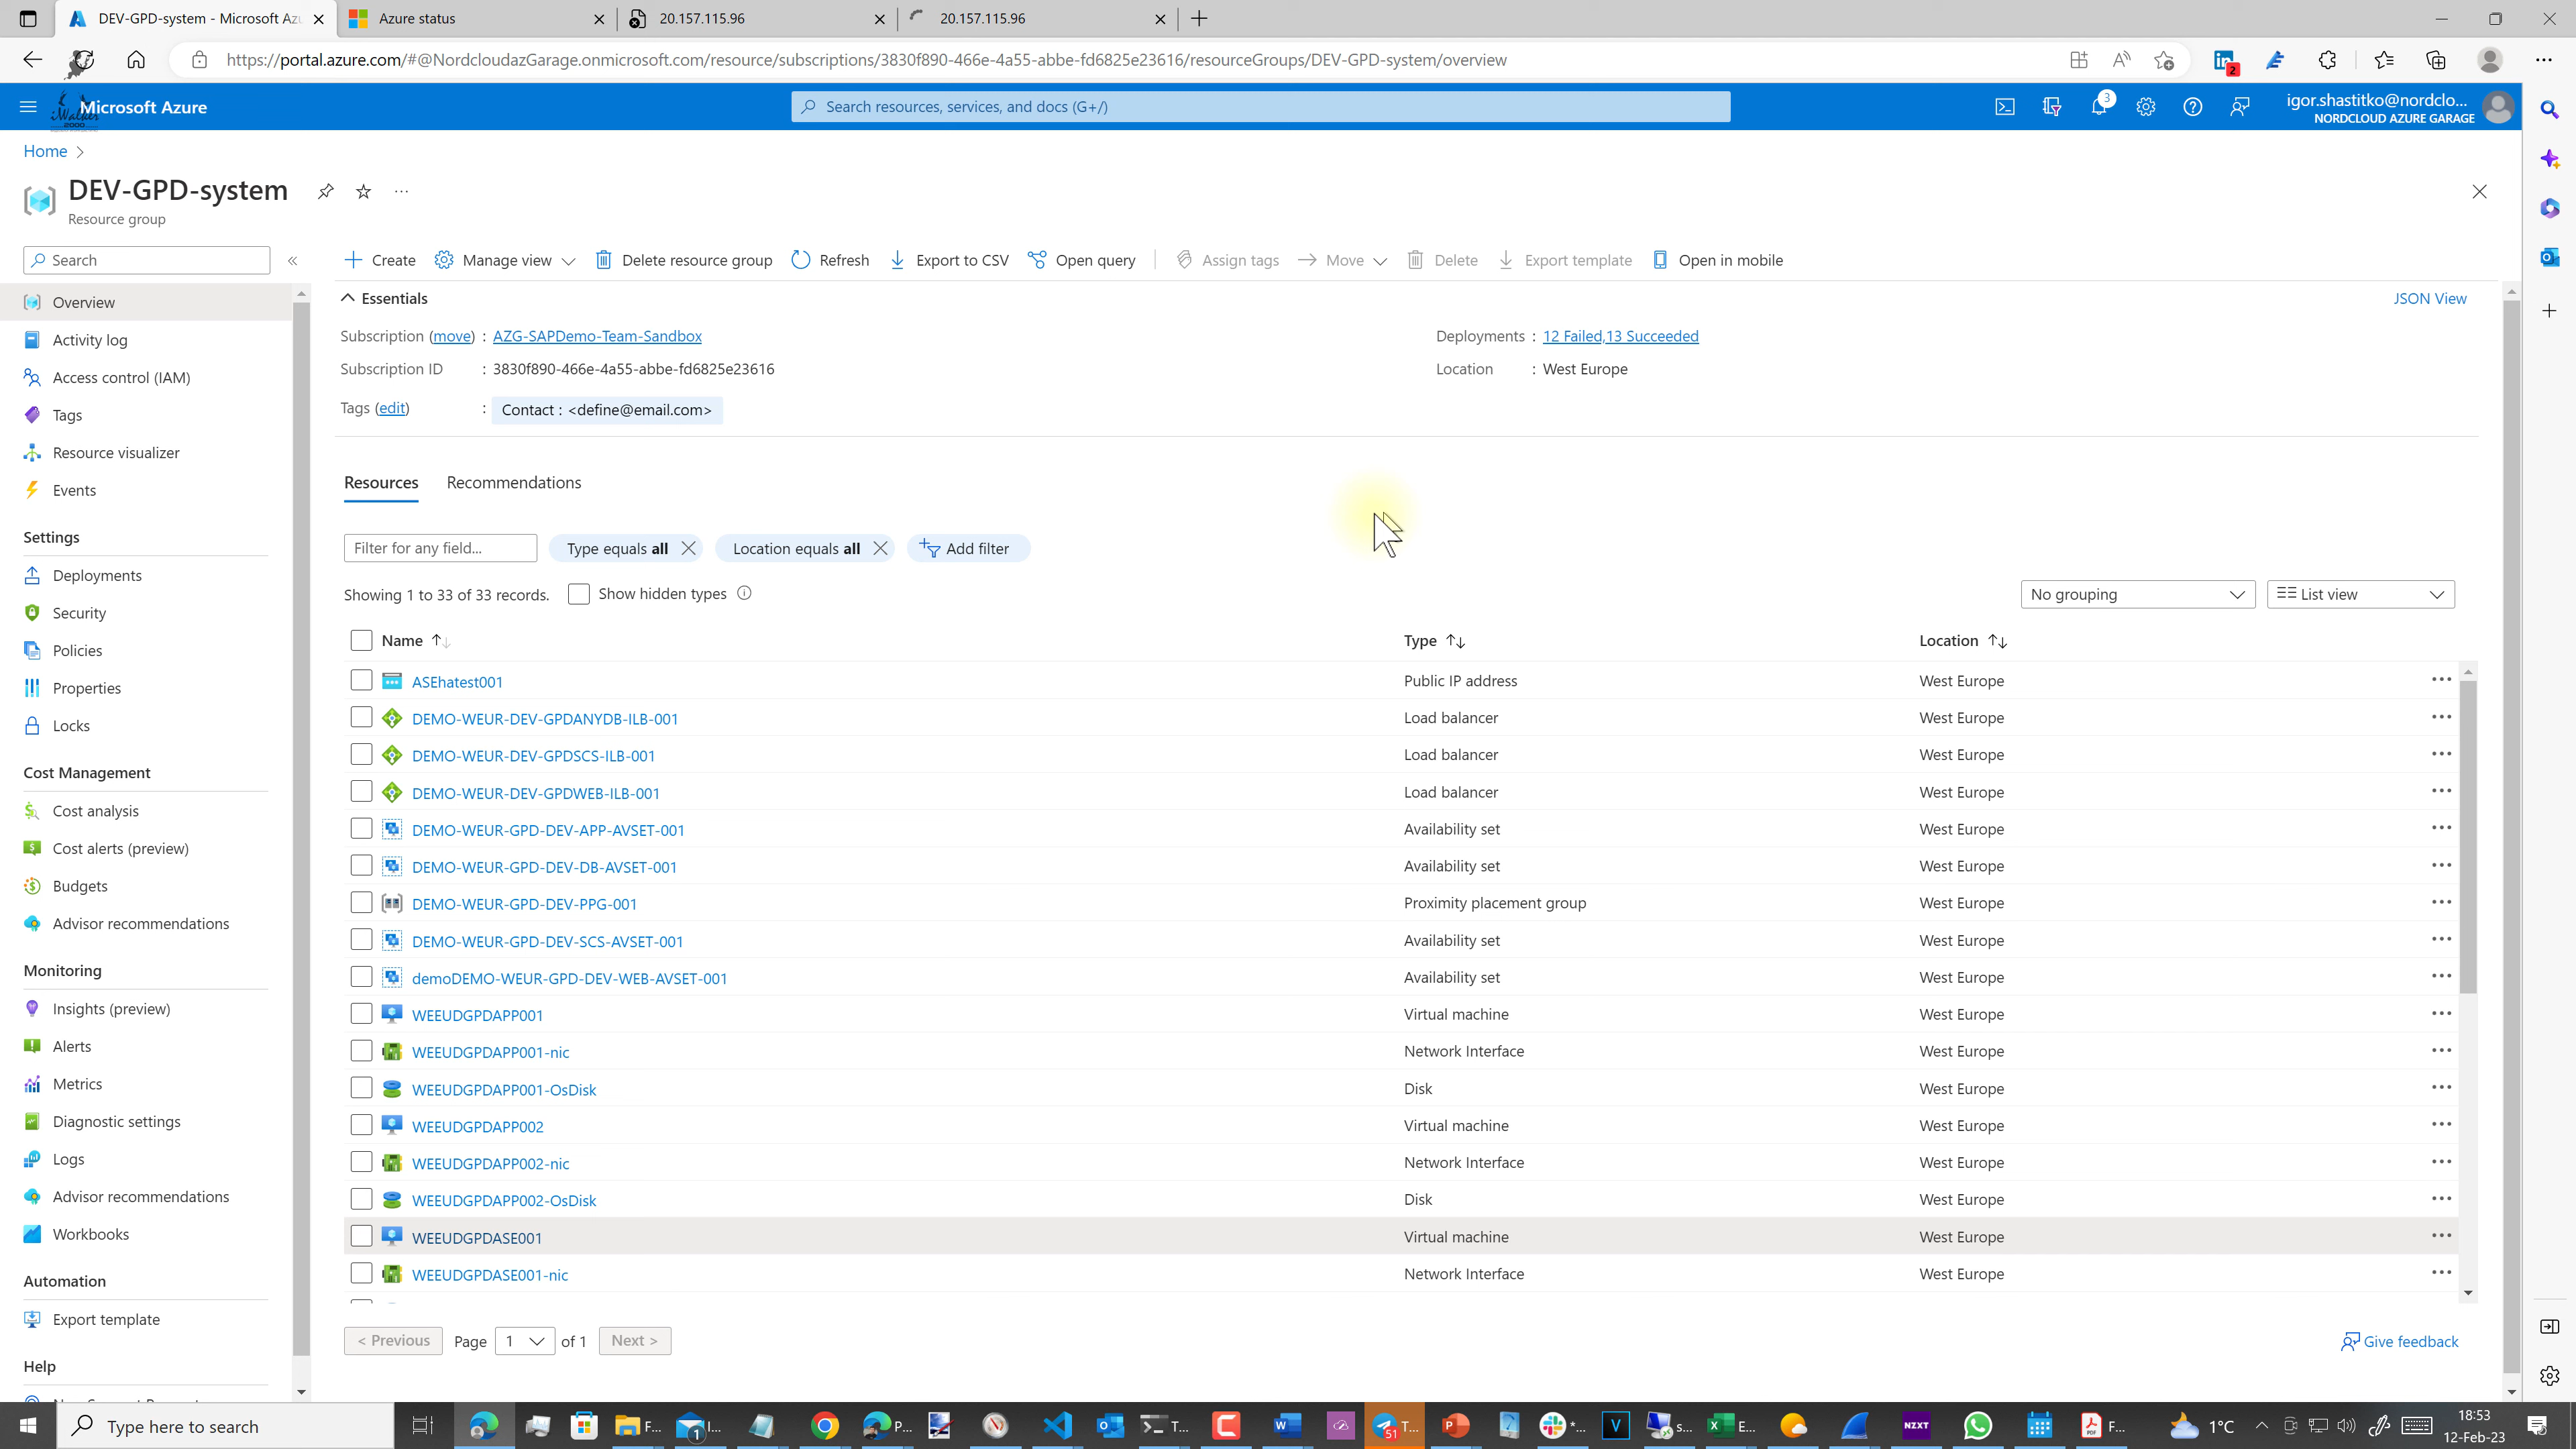 DEV-GPD-system - Microsoft Az
Azure status
20.157.115.96
20.157.115.96
https://portal.azure.com/#@NordcloudazGarage.onmicrosoft.com/resource/subscriptions/3830f890-466e-4a55-abbe-fd6825e23616/resourceGroups/DEV-GPD-system/overview
2
Microsoft Azure
iWalker
2000
Search resources, services, and docs (G+/)
3
igor.shastitko@nordclo...
NORDCLOUD AZURE GARAGE
Home
DEV-GPD-system
Resource group
Search
Create
Manage view
Delete resource group
Refresh
Export to CSV
Open query
Assign tags
Move
Delete
Export template
Open in mobile
Overview
Activity log
Access control (IAM)
Tags
Resource visualizer
Events
Settings
Deployments
Security
Policies
Properties
Locks
Cost Management
Cost analysis
Cost alerts (preview)
Budgets
Advisor recommendations
Monitoring
Insights (preview)
Alerts
Metrics
Diagnostic settings
Logs
Advisor recommendations
Workbooks
Automation
Export template
Help
Essentials
JSON View
Subscription (move) : AZG-SAPDemo-Team-Sandbox
Deployments : 12 Failed,13 Succeeded
Subscription ID : 3830f890-466e-4a55-abbe-fd6825e23616
Location : West Europe
Tags (edit) : Contact : <define@email.com>
Resources Recommendations
Filter for any field...
Type equals all
Location equals all
Add filter
Showing 1 to 33 of 33 records.
Show hidden types
No grouping
List view
Name Type Location
ASEhatest001 Public IP address West Europe
DEMO-WEUR-DEV-GPDANYDB-ILB-001 Load balancer West Europe
DEMO-WEUR-DEV-GPDSCS-ILB-001 Load balancer West Europe
DEMO-WEUR-DEV-GPDWEB-ILB-001 Load balancer West Europe
DEMO-WEUR-GPD-DEV-APP-AVSET-001 Availability set West Europe
DEMO-WEUR-GPD-DEV-DB-AVSET-001 Availability set West Europe
DEMO-WEUR-GPD-DEV-PPG-001 Proximity placement group West Europe
DEMO-WEUR-GPD-DEV-SCS-AVSET-001 Availability set West Europe
demoDEMO-WEUR-GPD-DEV-WEB-AVSET-001 Availability set West Europe
WEEUDGPDAPP001 Virtual machine West Europe
WEEUDGPDAPP001-nic Network Interface West Europe
WEEUDGPDAPP001-OsDisk Disk West Europe
WEEUDGPDAPP002 Virtual machine West Europe
WEEUDGPDAPP002-nic Network Interface West Europe
WEEUDGPDAPP002-OsDisk Disk West Europe
WEEUDGPDASE001 Virtual machine West Europe
WEEUDGPDASE001-nic Network Interface West Europe
< Previous Page 1 of 1 Next >
Give feedback
Type here to search
F...
1
I...
P...
T...
51
T...
*...
s...
E...
NZXT
F...
1°C
18:53
12-Feb-23